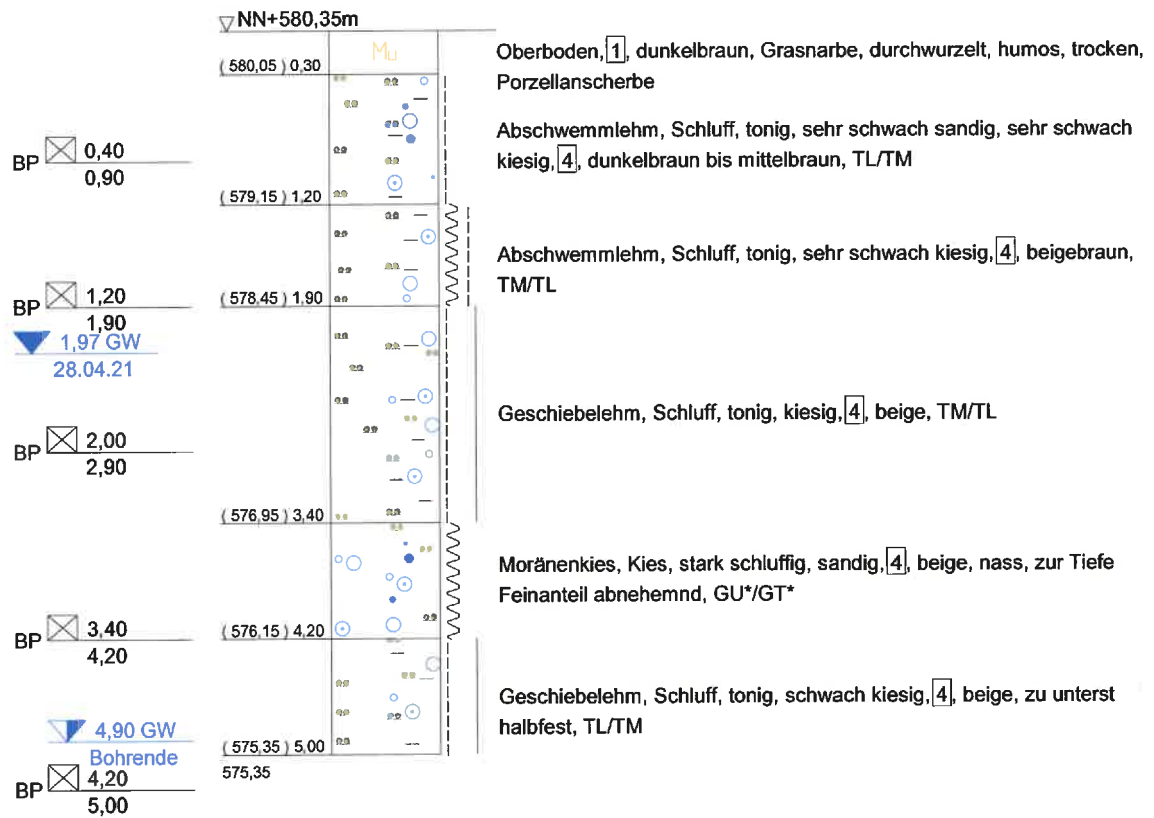 NN+580,35m
Mu
( 580,05 ) 0,30
Oberboden, 1, dunkelbraun, Grasnarbe, durchwurzelt, humos, trocken,
Porzellanscherbe
BP 0,40
0,90
( 579,15 ) 1,20
Abschwemmlehm, Schluff, tonig, sehr schwach sandig, sehr schwach
kiesig, 4, dunkelbraun bis mittelbraun, TL/TM
BP 1,20
1,90
( 578,45 ) 1,90
Abschwemmlehm, Schluff, tonig, sehr schwach kiesig, 4, beigebraun,
TM/TL
1,97 GW
28.04.21
BP 2,00
2,90
( 576,95 ) 3,40
Geschiebelehm, Schluff, tonig, kiesig, 4, beige, TM/TL
BP 3,40
4,20
( 576,15 ) 4,20
Moränenkies, Kies, stark schluffig, sandig, 4, beige, nass, zur Tiefe
Feinanteil abnehemnd, GU*/GT*
4,90 GW
Bohrende
( 575,35 ) 5,00
575,35
Geschiebelehm, Schluff, tonig, schwach kiesig, 4, beige, zu unterst
halbfest, TL/TM
BP 4,20
5,00